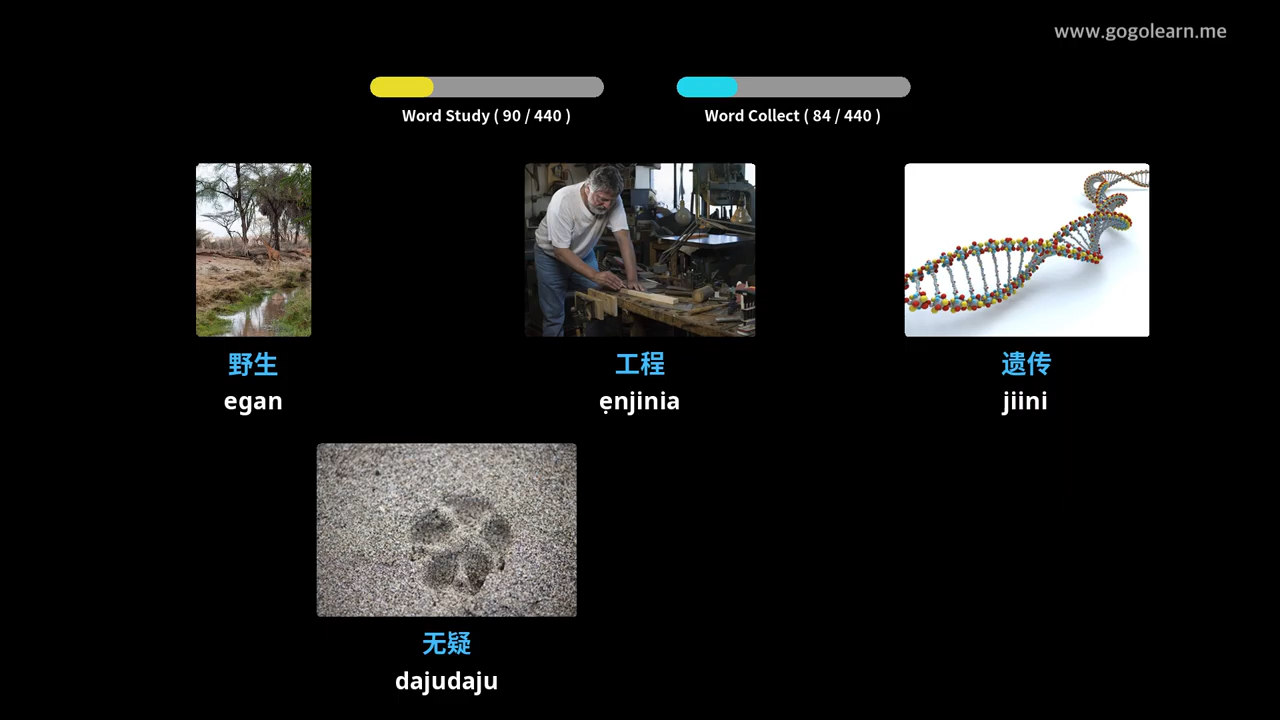 www.gogolearn.me
Word Study ( 90 / 440 )
Word Collect ( 84 / 440 )
野生
egan
工程
ẹnjinia
遗传
jiini
无疑
dajudaju